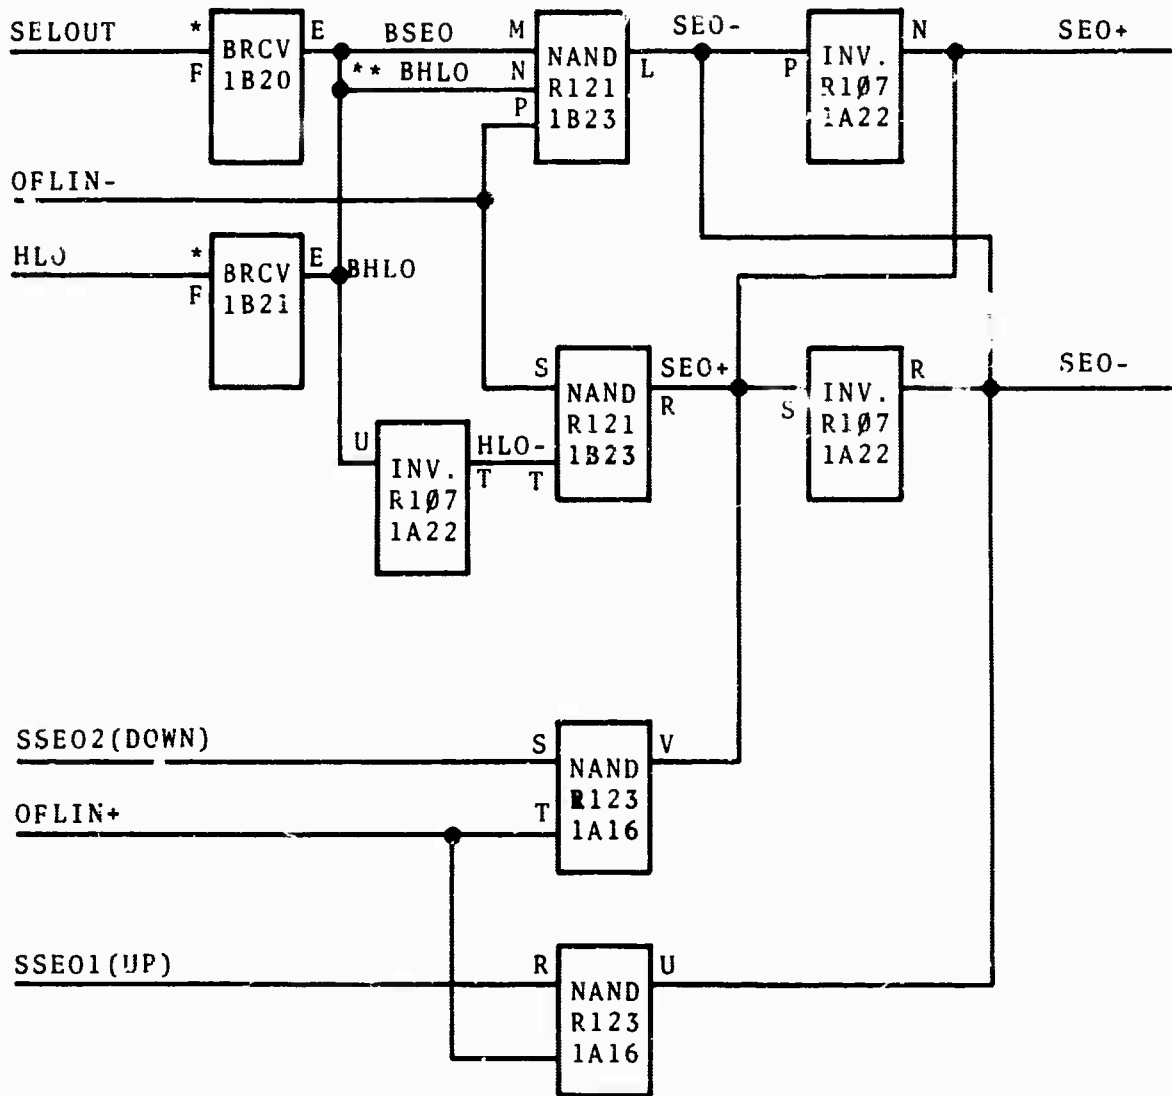 SELOUT
*
F
BRCV
1B20
E
BSEO
** BHLO
M
N
P
NAND
R121
1B23
L
SEO-
P
INV.
R1Ø7
1A22
N
SEO+
OFLIN-
HLO
*
F
BRCV
1B21
E
BHLO
S
NAND
R121
1B23
SEO+
R
S
INV.
R1Ø7
1A22
R
SEO-
U
INV.
R1Ø7
1A22
HLO-
T
T
SSEO2(DOWN)
S
NAND
R123
1A16
V
OFLIN+
T
SSEO1(UP)
R
NAND
R123
1A16
U